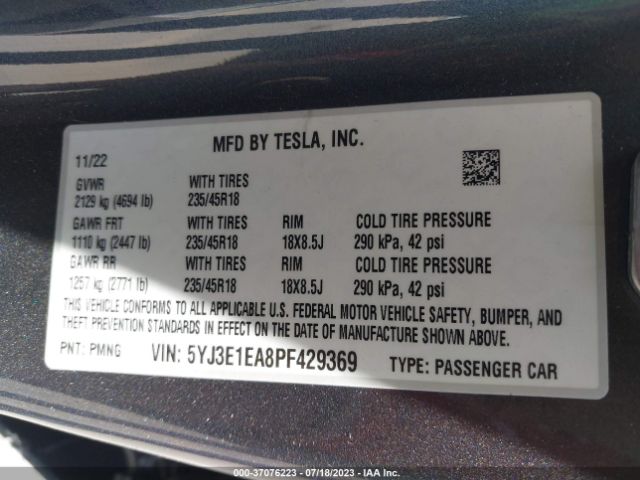 MFD BY TESLA, INC.
11/22
GVWR WITH TIRES
2129 kg (4694 lb) 235/45R18
GAWR FRT WITH TIRES RIM COLD TIRE PRESSURE
1110 kg (2447 lb) 235/45R18 18X8.5J 290 kPa, 42 psi
GAWR RR WITH TIRES RIM COLD TIRE PRESSURE
1257 kg (2771 lb) 235/45R18 18X8.5J 290 kPa, 42 psi
THIS VEHICLE CONFORMS TO ALL APPLICABLE U.S. FEDERAL MOTOR VEHICLE SAFETY, BUMPER, AND
THEFT PREVENTION STANDARDS IN EFFECT ON THE DATE OF MANUFACTURE SHOWN ABOVE.
PNT: PMNG VIN: 5YJ3E1EA8PF429369 TYPE: PASSENGER CAR
000-37076223 - 07/18/2023 - IAA Inc.